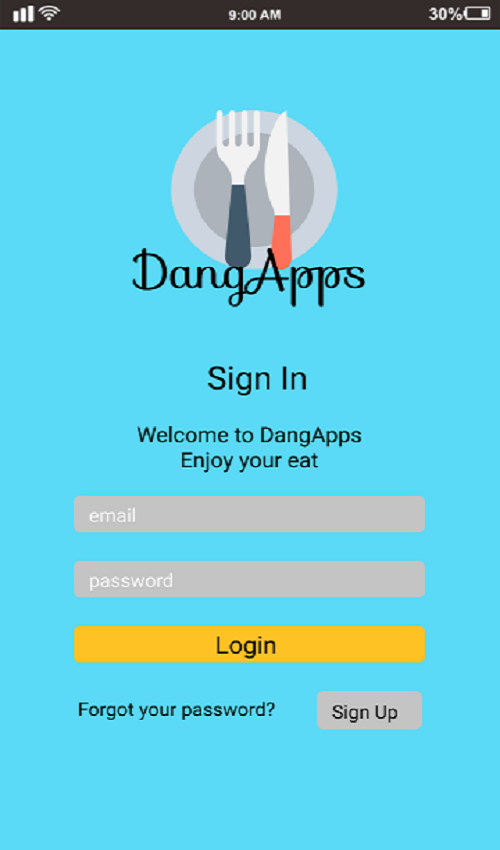 9:00 AM 30%
DangApps
Sign In
Welcome to DangApps
Enjoy your eat
email
password
Login
Forgot your password? Sign Up